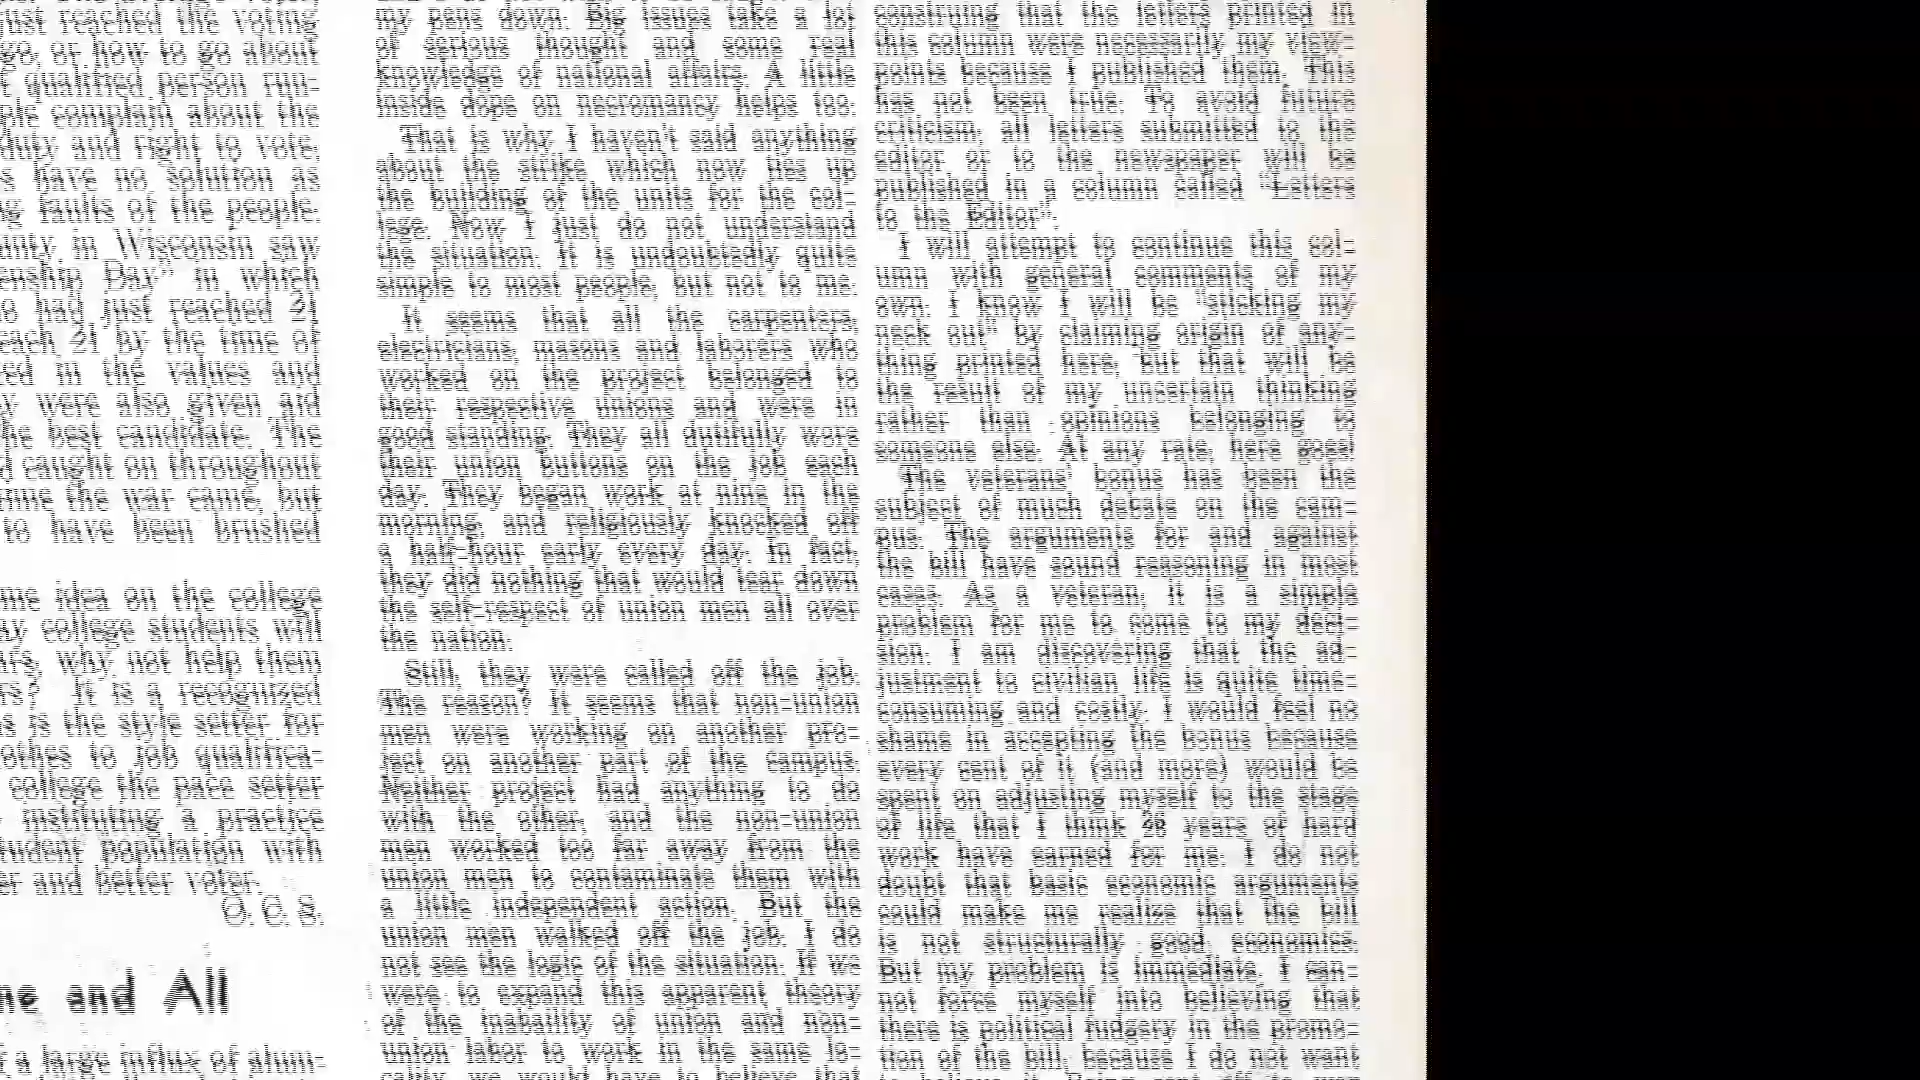 just reached the voting
go, or how to go about
qualified person run-
complain about the
duty and right to vote,
have no solution as
faults of the people.
in Wisconsin saw
Day" in which
had just reached 21
each 21 by the time of
in the values and
were also given aid
he best candidate. The
caught on throughout
the war came, but
to have been brushed
idea on the college
college students will
why not help them
It is a recognized
is the style setter for
to job qualifica-
college the pace setter
instituting a practice
student population with
and better voter.
O. C. S.
and All
a large influx of alum-
my pens down. Big issues take a lot
of serious thought and some real
knowledge of national affairs. A little
inside dope on necromancy helps too.
That is why I haven't said anything
about the strike which now ties up
the building of the units for the col-
lege. Now I just do not understand
the situation. It is undoubtedly quite
simple to most people, but not to me.
It seems that all the carpenters,
electricians, masons and laborers who
worked on the project belonged to
their respective unions and were in
good standing. They all dutifully wore
their union buttons on the job each
day. They began work at nine in the
morning and religiously knocked off
a half-hour early every day. In fact,
they did nothing that would tear down
the self-respect of union men all over
the nation.
Still, they were called off the job.
The reason? It seems that non-union
men were working on another pro-
ject on another part of the campus.
Neither project had anything to do
with the other, and the non-union
men worked too far away from the
union men to contaminate them with
a little independent action. But the
union men walked off the job. I do
not see the logic of the situation. If we
were to expand this apparent theory
of the inability of union and non-
union labor to work in the same lo-
cality, we would have to believe that
construing that the letters printed in
this column were necessarily my view-
points because I published them. This
has not been true. To avoid future
criticism, all letters submitted to the
editor or to the newspaper will be
published in a column called "Letters
to the Editor".
I will attempt to continue this col-
umn with general comments of my
own. I know I will be "sticking my
neck out" by claiming origin of any-
thing printed here, but that will be
the result of my uncertain thinking
rather than opinions belonging to
someone else. At any rate, here goes!
The veterans' bonus has been the
subject of much debate on the cam-
pus. The arguments for and against
the bill have sound reasoning in most
cases. As a veteran, it is a simple
problem for me to come to my deci-
sion. I am discovering that the ad-
justment to civilian life is quite time-
consuming and costly. I would feel no
shame in accepting the bonus because
every cent of it (and more) would be
spent on adjusting myself to the stage
of life that I think 26 years of hard
work have earned for me. I do not
doubt that basic economic arguments
could make me realize that the bill
is not structurally good economics.
But my problem is immediate. I can-
not force myself into believing that
there is political fudgery in the promo-
tion of the bill, because I do not want